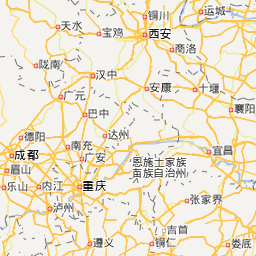 铜川
运城
天水
宝鸡
西安
商洛
陇南
汉中
安康
十堰
广元
襄阳
巴中
达州
德阳
南充
成都
广安
恩施土家族
苗族自治州
宜昌
眉山
乐山
内江
重庆
泸州
张家界
吉首
遵义
铜仁
娄底